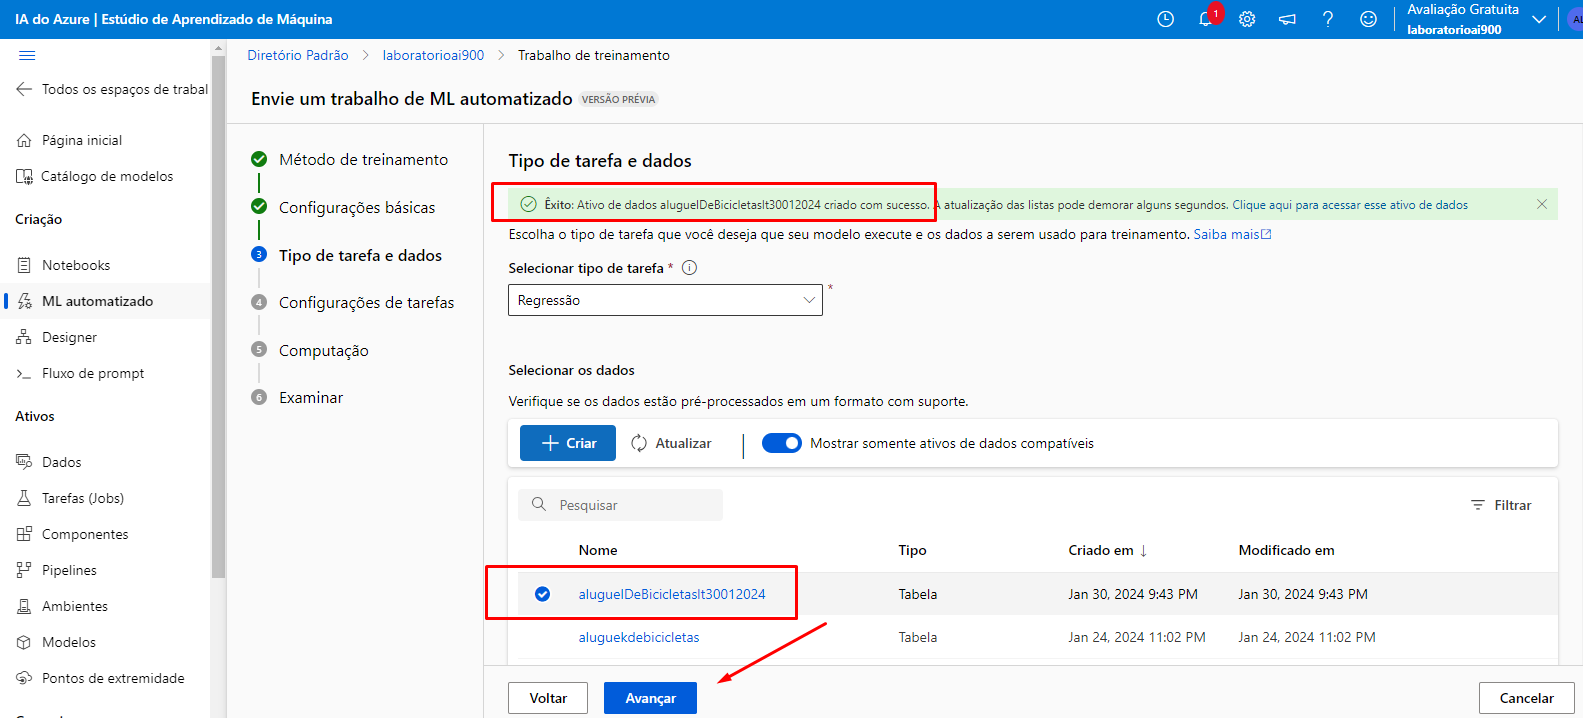 IA do Azure | Estúdio de Aprendizado de Máquina
1
Avaliação Gratuita
laboratorioai900
AL
Todos os espaços de trabal
Página inicial
Catálogo de modelos
Criação
Notebooks
ML automatizado
Designer
Fluxo de prompt
Ativos
Dados
Tarefas (Jobs)
Componentes
Pipelines
Ambientes
Modelos
Pontos de extremidade
Diretório Padrão > laboratorioai900 > Trabalho de treinamento
Envie um trabalho de ML automatizado VERSÃO PRÉVIA
Método de treinamento
Configurações básicas
3 Tipo de tarefa e dados
4 Configurações de tarefas
5 Computação
6 Examinar
Tipo de tarefa e dados
Êxito: Ativo de dados aluguelDeBicicletaslt30012024 criado com sucesso. A atualização das listas pode demorar alguns segundos. Clique aqui para acessar esse ativo de dados
Escolha o tipo de tarefa que você deseja que seu modelo execute e os dados a serem usado para treinamento. Saiba mais
Selecionar tipo de tarefa *
Regressão *
Selecionar os dados
Verifique se os dados estão pré-processados em um formato com suporte.
Criar Atualizar Mostrar somente ativos de dados compatíveis
Pesquisar Filtrar
Nome Tipo Criado em ↓ Modificado em
aluguelDeBicicletaslt30012024 Tabela Jan 30, 2024 9:43 PM Jan 30, 2024 9:43 PM
aluguekdebicicletas Tabela Jan 24, 2024 11:02 PM Jan 24, 2024 11:02 PM
Voltar Avançar Cancelar